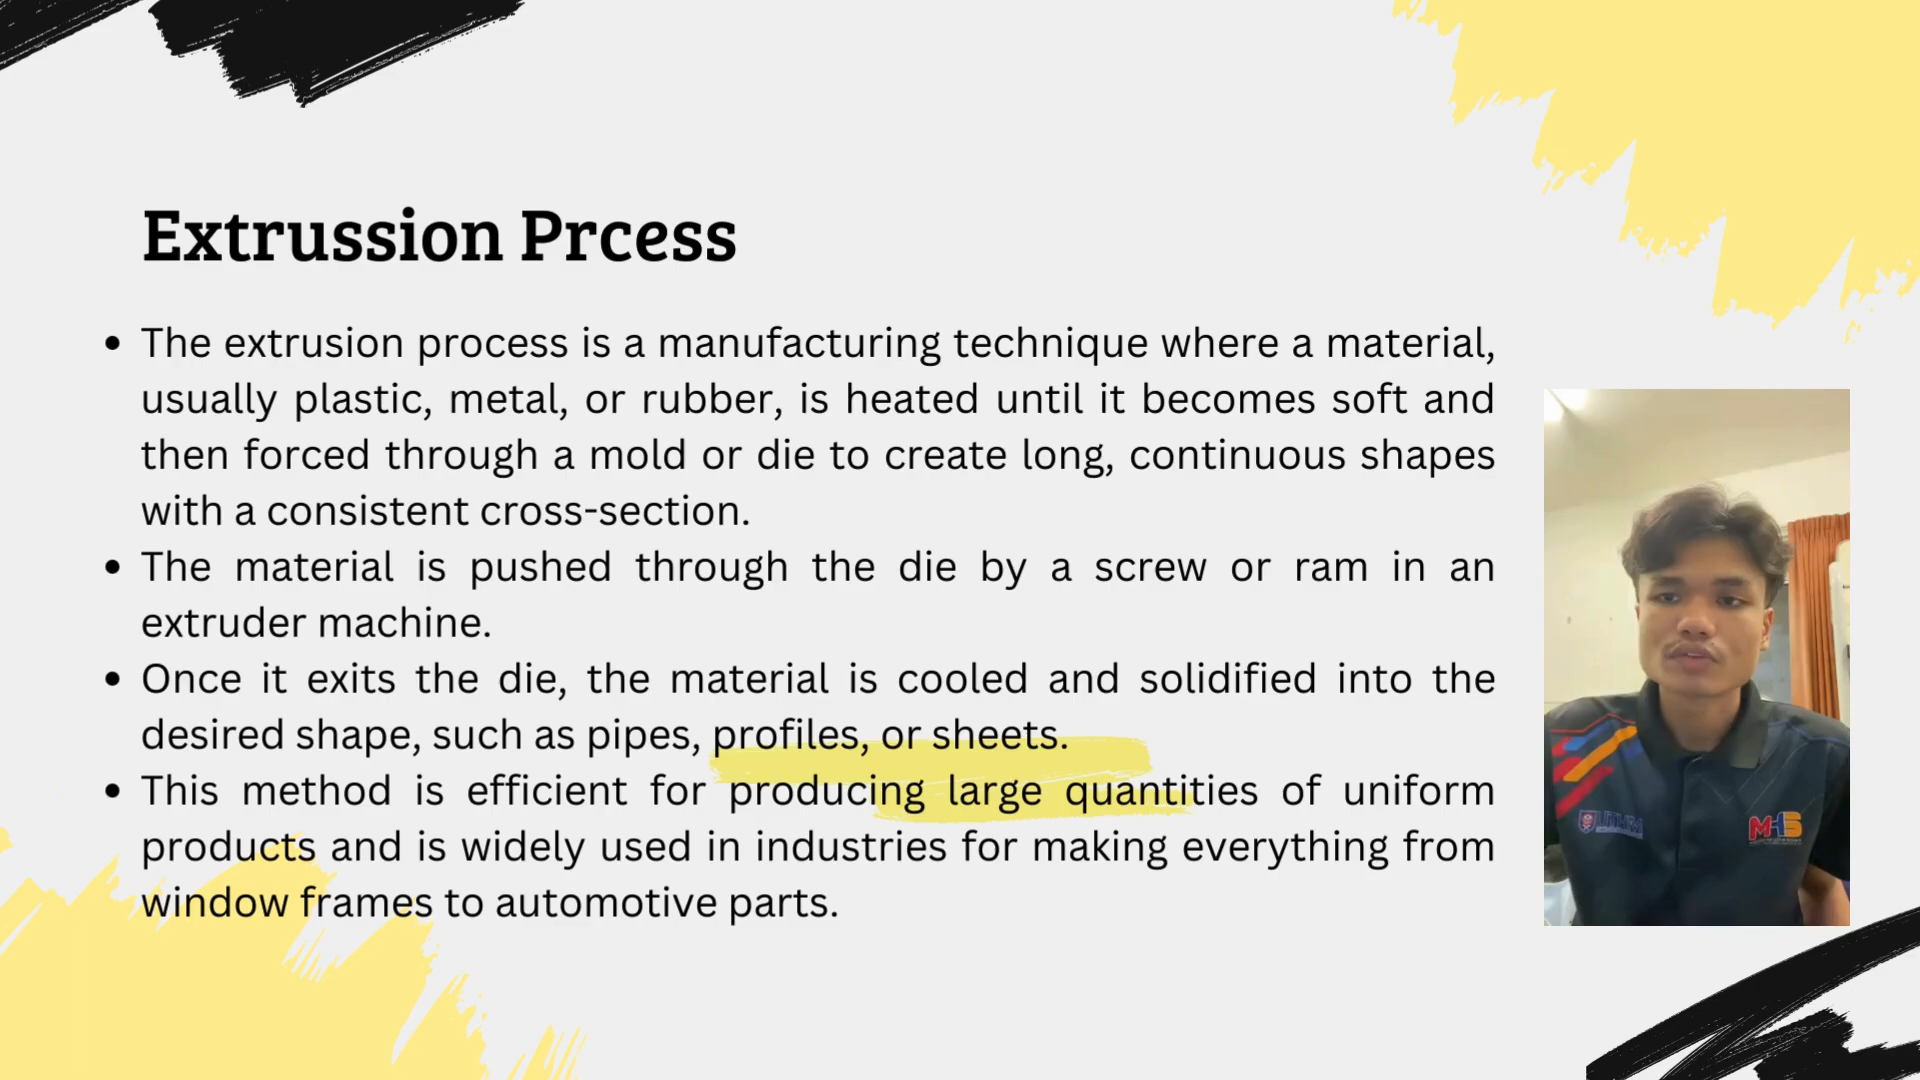 Extrussion Prcess
• The extrusion process is a manufacturing technique where a material,
usually plastic, metal, or rubber, is heated until it becomes soft and
then forced through a mold or die to create long, continuous shapes
with a consistent cross-section.
• The material is pushed through the die by a screw or ram in an
extruder machine.
• Once it exits the die, the material is cooled and solidified into the
desired shape, such as pipes, profiles, or sheets.
• This method is efficient for producing large quantities of uniform
products and is widely used in industries for making everything from
window frames to automotive parts.